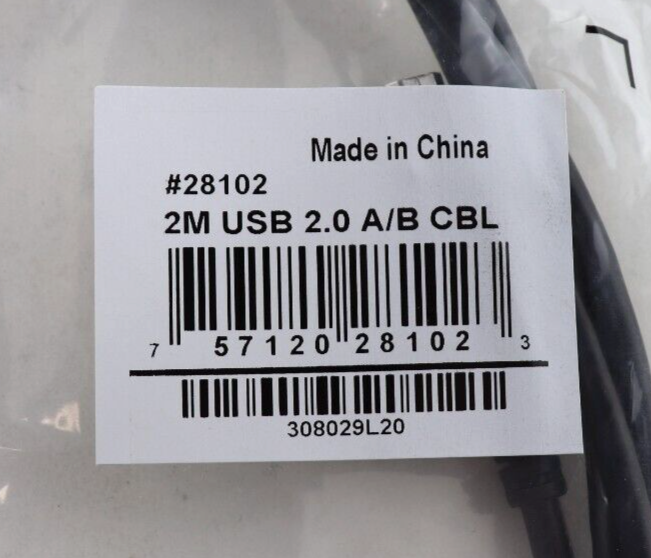 Made in China
#28102
2M USB 2.0 A/B CBL
7 57120 28102 3
308029L20